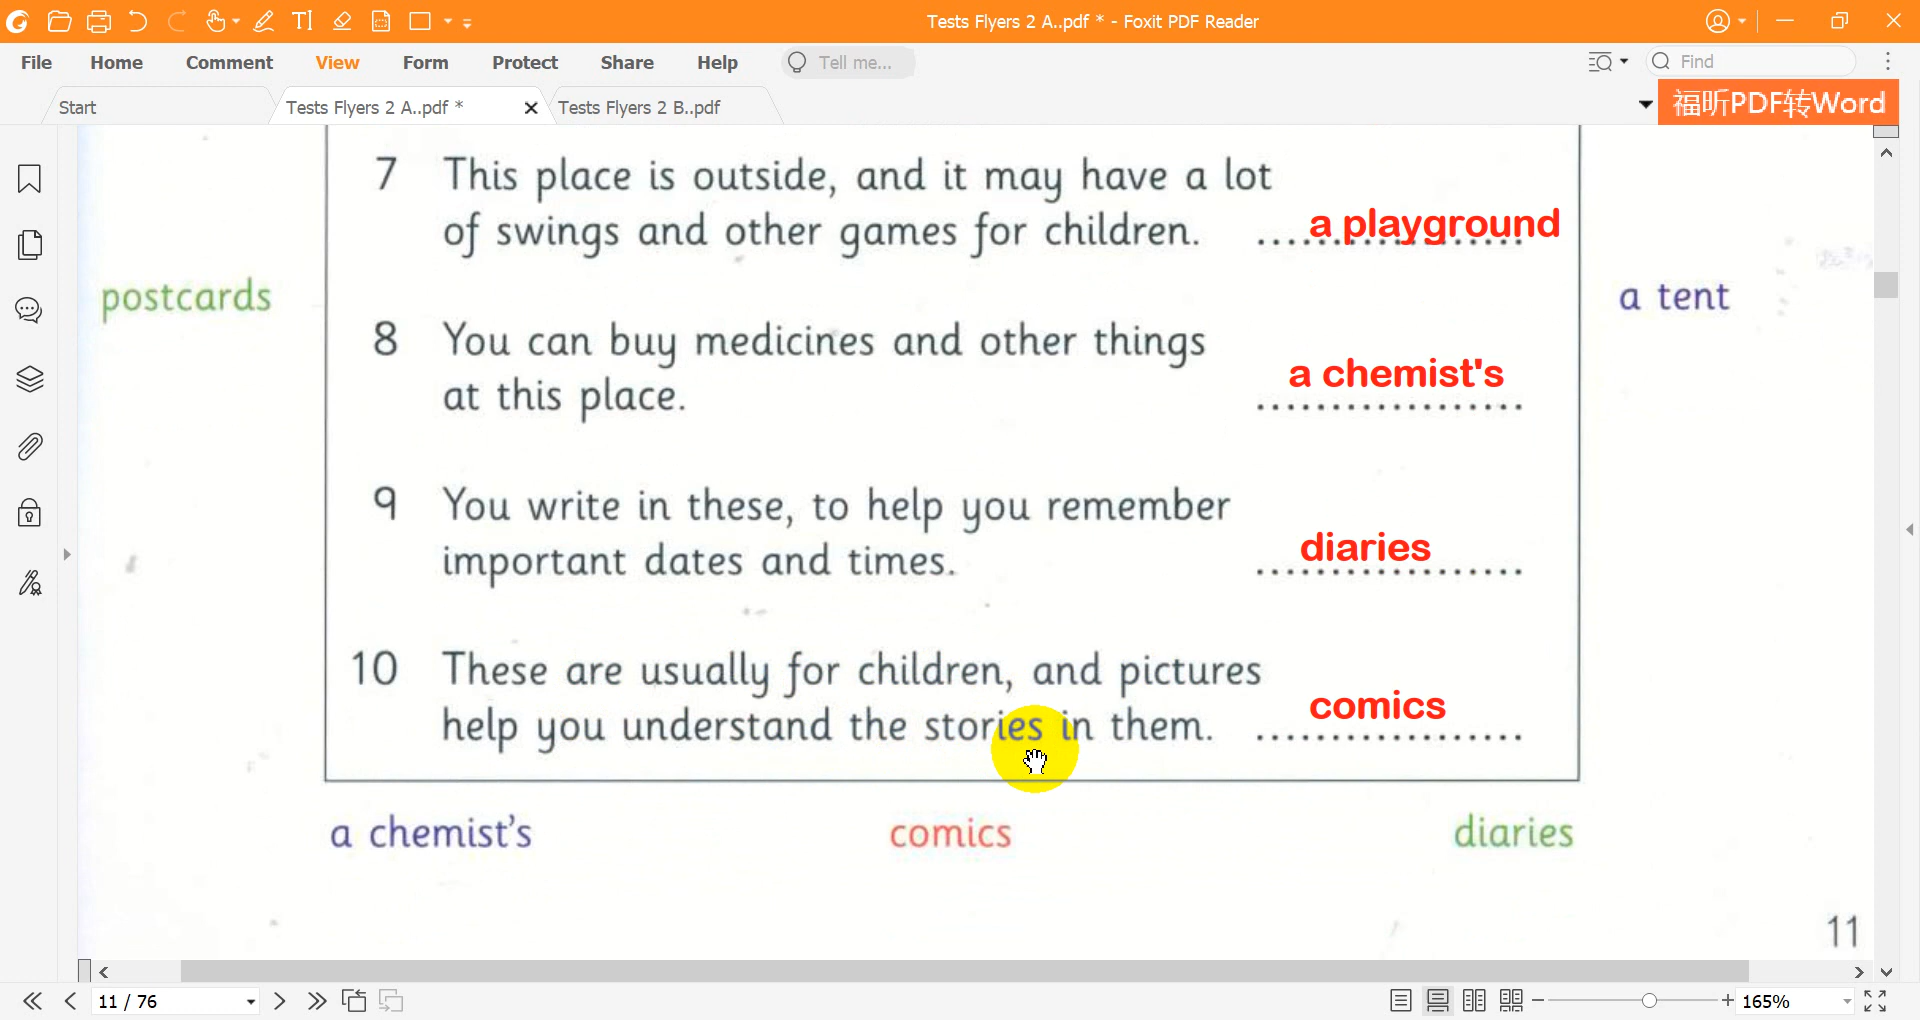 Tests Flyers 2 A..pdf * - Foxit PDF Reader
File Home Comment View Form Protect Share Help Tell me... Find
Start Tests Flyers 2 A..pdf * Tests Flyers 2 B..pdf 福昕PDF转Word
7 This place is outside, and it may have a lot
of swings and other games for children. a playground
postcards
a tent
8 You can buy medicines and other things
at this place. a chemist's
9 You write in these, to help you remember
important dates and times. diaries
10 These are usually for children, and pictures
help you understand the stories in them. comics
a chemist's comics diaries
11
11 / 76 165%